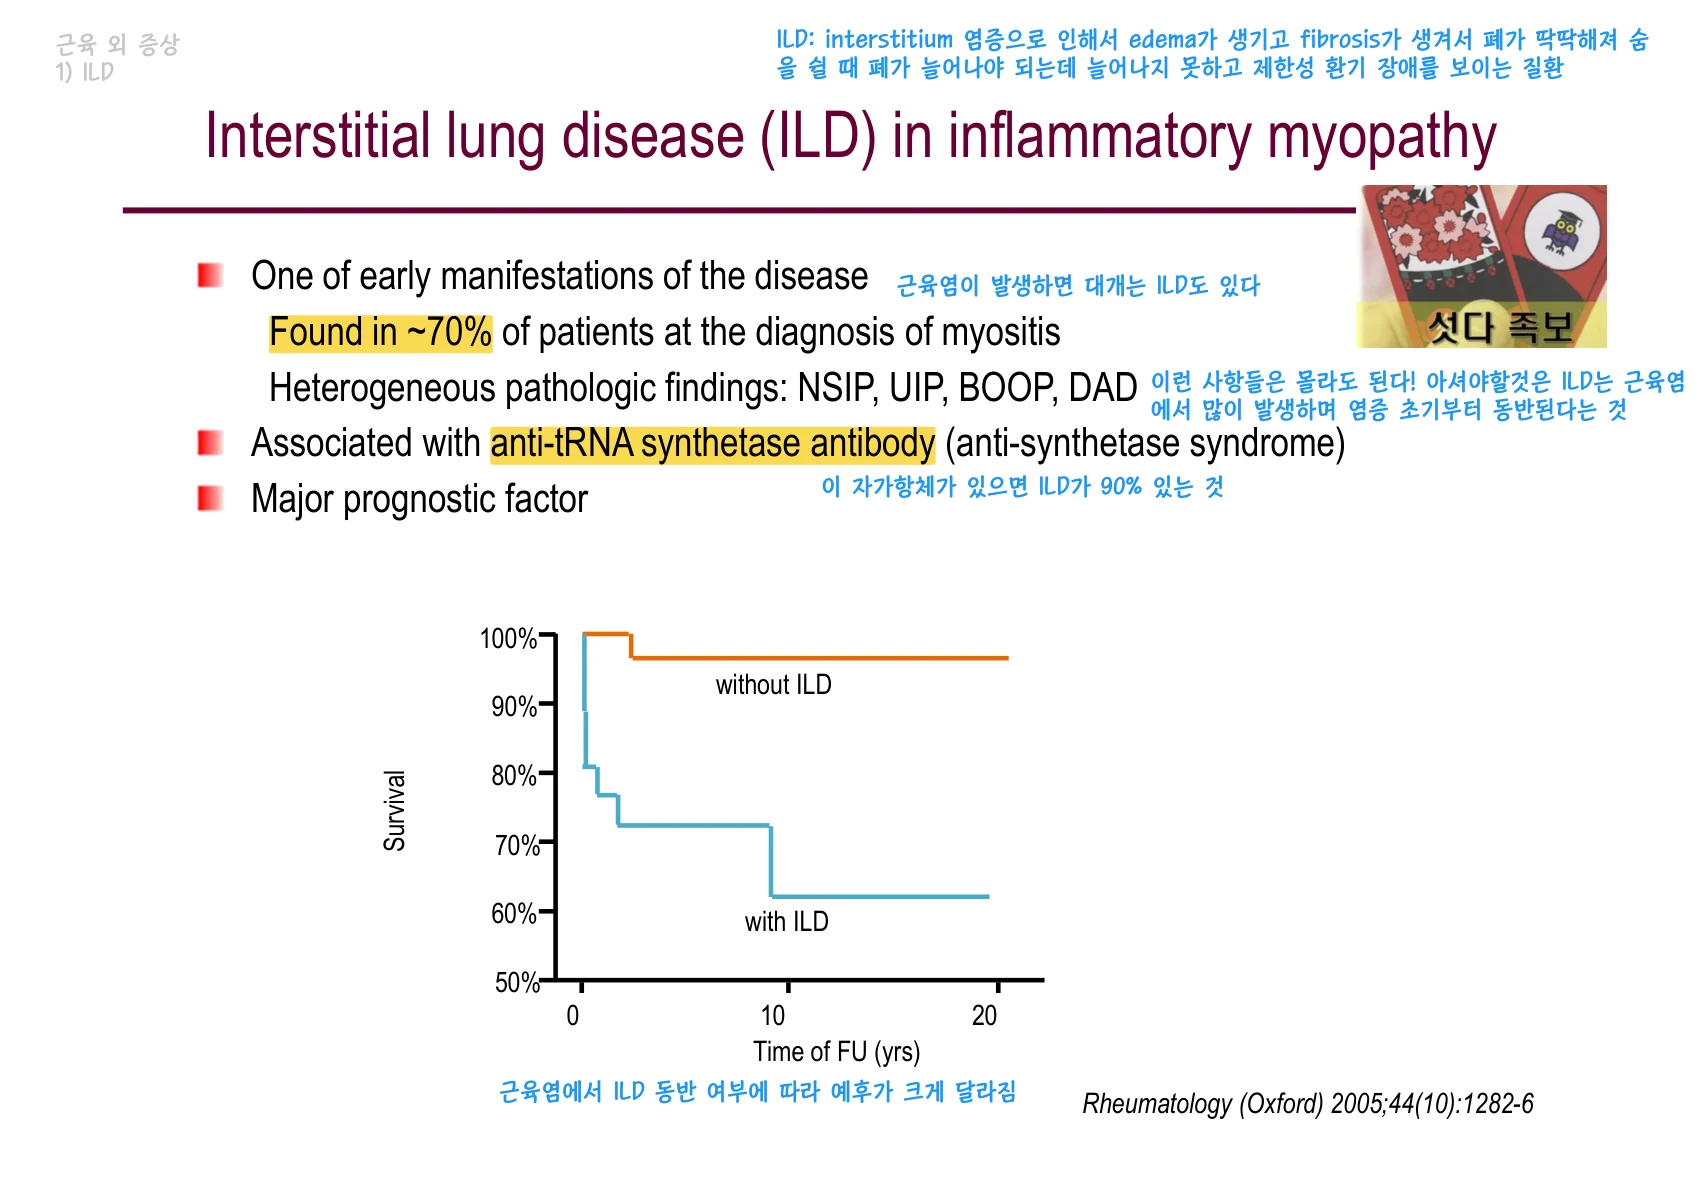 근육 외 증상
1) ILD
ILD: interstitium 염증으로 인해서 edema가 생기고 fibrosis가 생겨서 폐가 딱딱해져 숨
을 쉴 때 폐가 늘어나야 되는데 늘어나지 못하고 제한성 환기 장애를 보이는 질환
Interstitial lung disease (ILD) in inflammatory myopathy
섯다 족보
One of early manifestations of the disease
근육염이 발생하면 대개는 ILD도 있다
Found in ~70% of patients at the diagnosis of myositis
Heterogeneous pathologic findings: NSIP, UIP, BOOP, DAD
이런 사항들은 몰라도 된다! 아셔야할것은 ILD는 근육염
에서 많이 발생하며 염증 초기부터 동반된다는 것
Associated with anti-tRNA synthetase antibody (anti-synthetase syndrome)
이 자가항체가 있으면 ILD가 90% 있는 것
Major prognostic factor
100%
90%
80%
70%
60%
50%
Survival
without ILD
with ILD
0
10
20
Time of FU (yrs)
근육염에서 ILD 동반 여부에 따라 예후가 크게 달라짐
Rheumatology (Oxford) 2005;44(10):1282-6